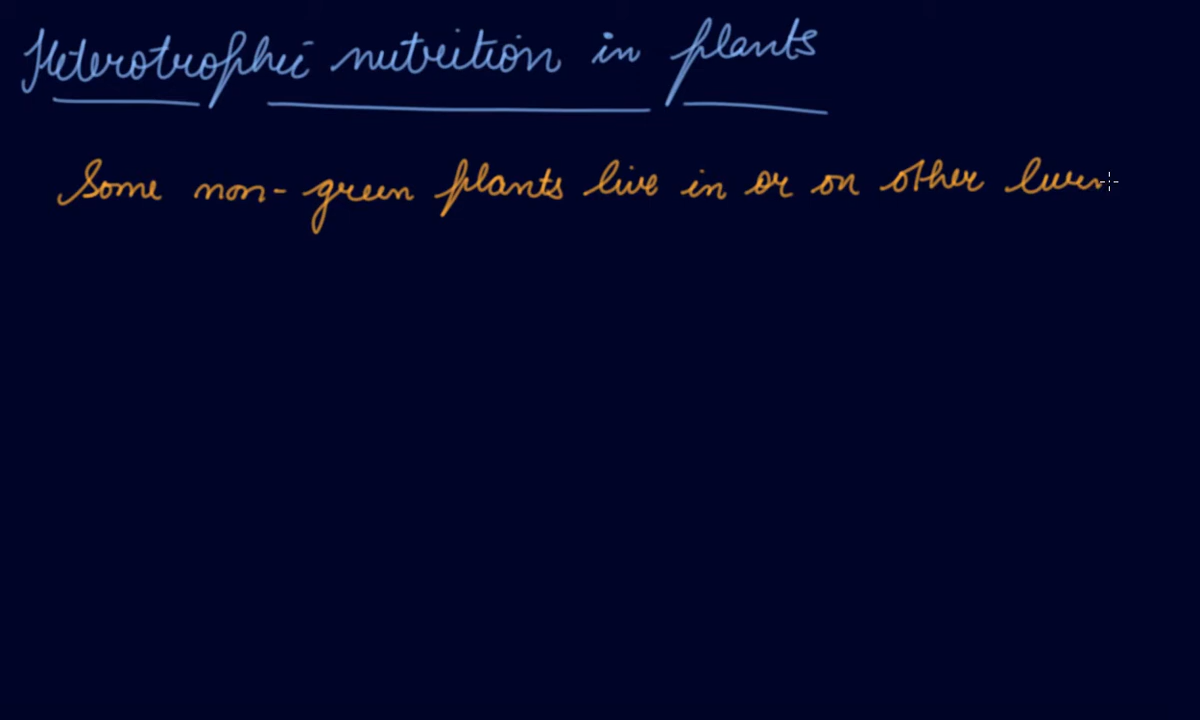 Heterotrophic nutrition in plants
Some non-green plants live in or on other